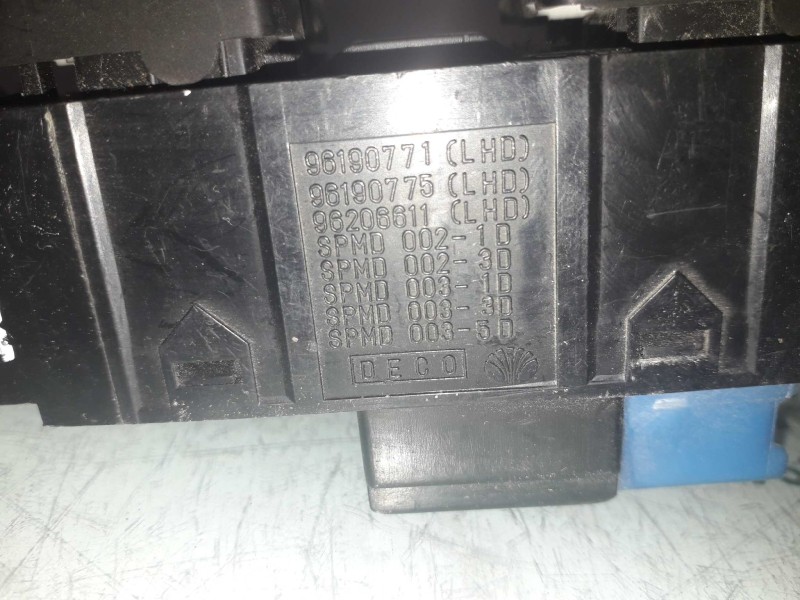 96190771 (LHD)
96190775 (LHD)
96206611 (LHD)
SPMD 002-1D
SPMD 002-3D
SPMD 003-1D
SPMD 003-3D
SPMD 003-5D
DECO